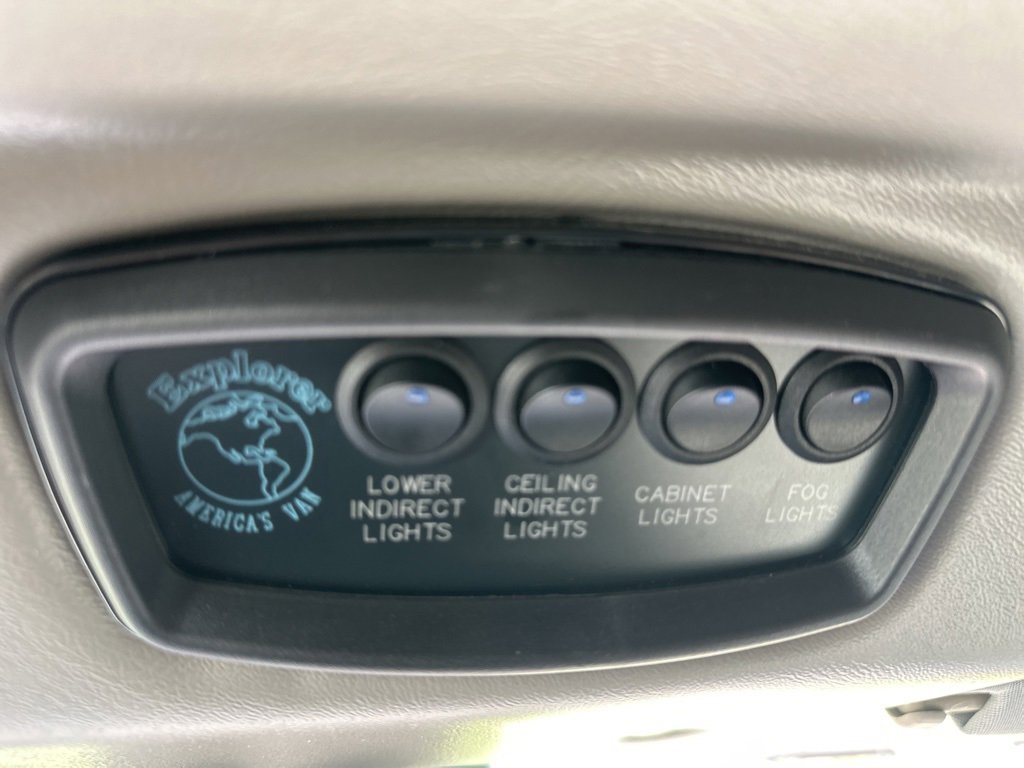 Explorer
AMERICA'S VAN
LOWER
INDIRECT
LIGHTS
CEILING
INDIRECT
LIGHTS
CABINET
LIGHTS
FOG
LIGHTS